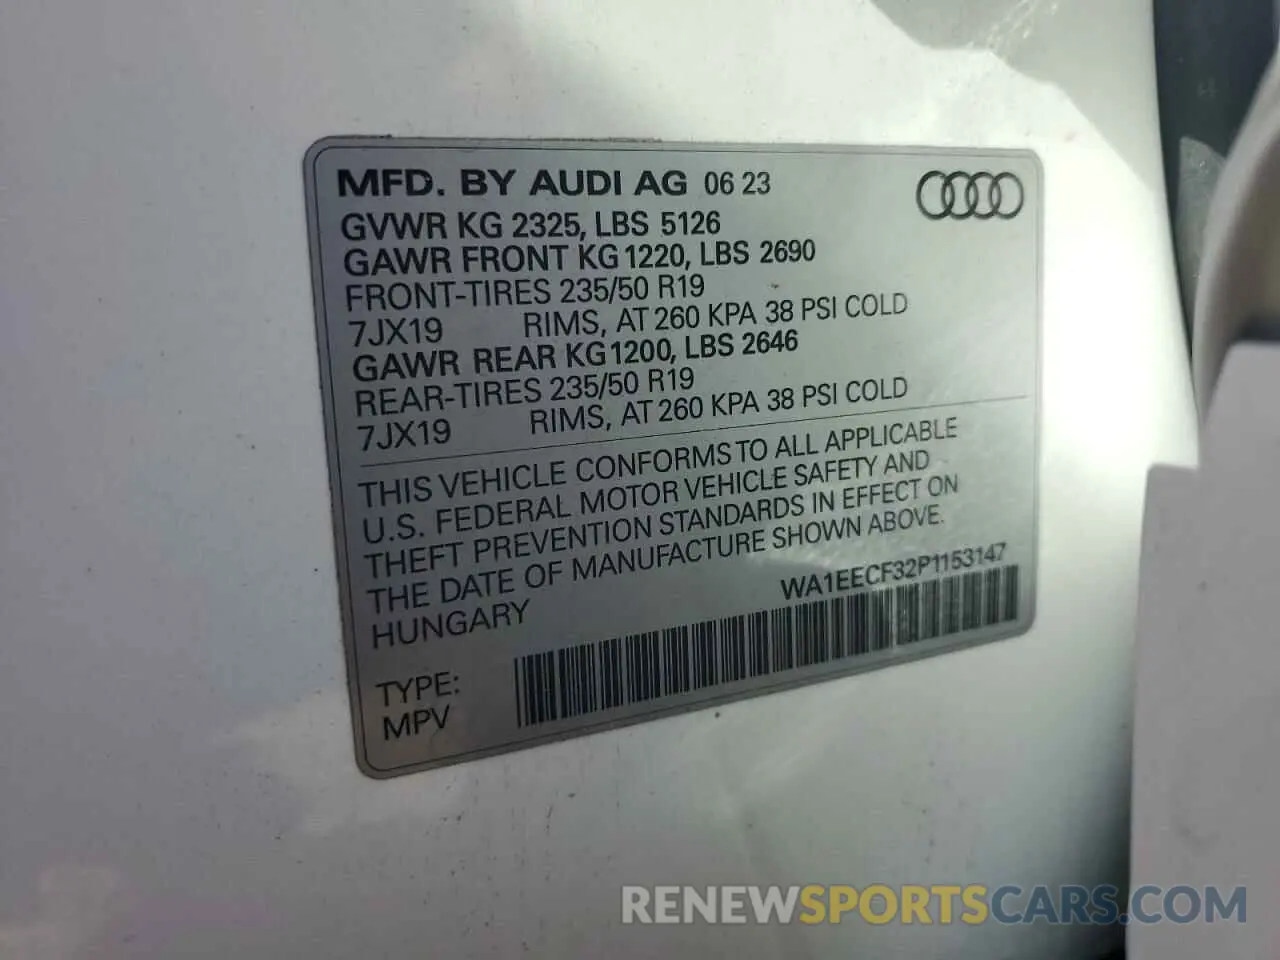 MFD. BY AUDI AG 06 23
GVWR KG 2325, LBS 5126
GAWR FRONT KG 1220, LBS 2690
FRONT-TIRES 235/50 R19
7JX19 RIMS, AT 260 KPA 38 PSI COLD
GAWR REAR KG 1200, LBS 2646
REAR-TIRES 235/50 R19
7JX19 RIMS, AT 260 KPA 38 PSI COLD
THIS VEHICLE CONFORMS TO ALL APPLICABLE
U.S. FEDERAL MOTOR VEHICLE SAFETY AND
THEFT PREVENTION STANDARDS IN EFFECT ON
THE DATE OF MANUFACTURE SHOWN ABOVE.
HUNGARY
WA1EECF32P1153147
TYPE:
MPV
RENEWSPORTSCARS.COM